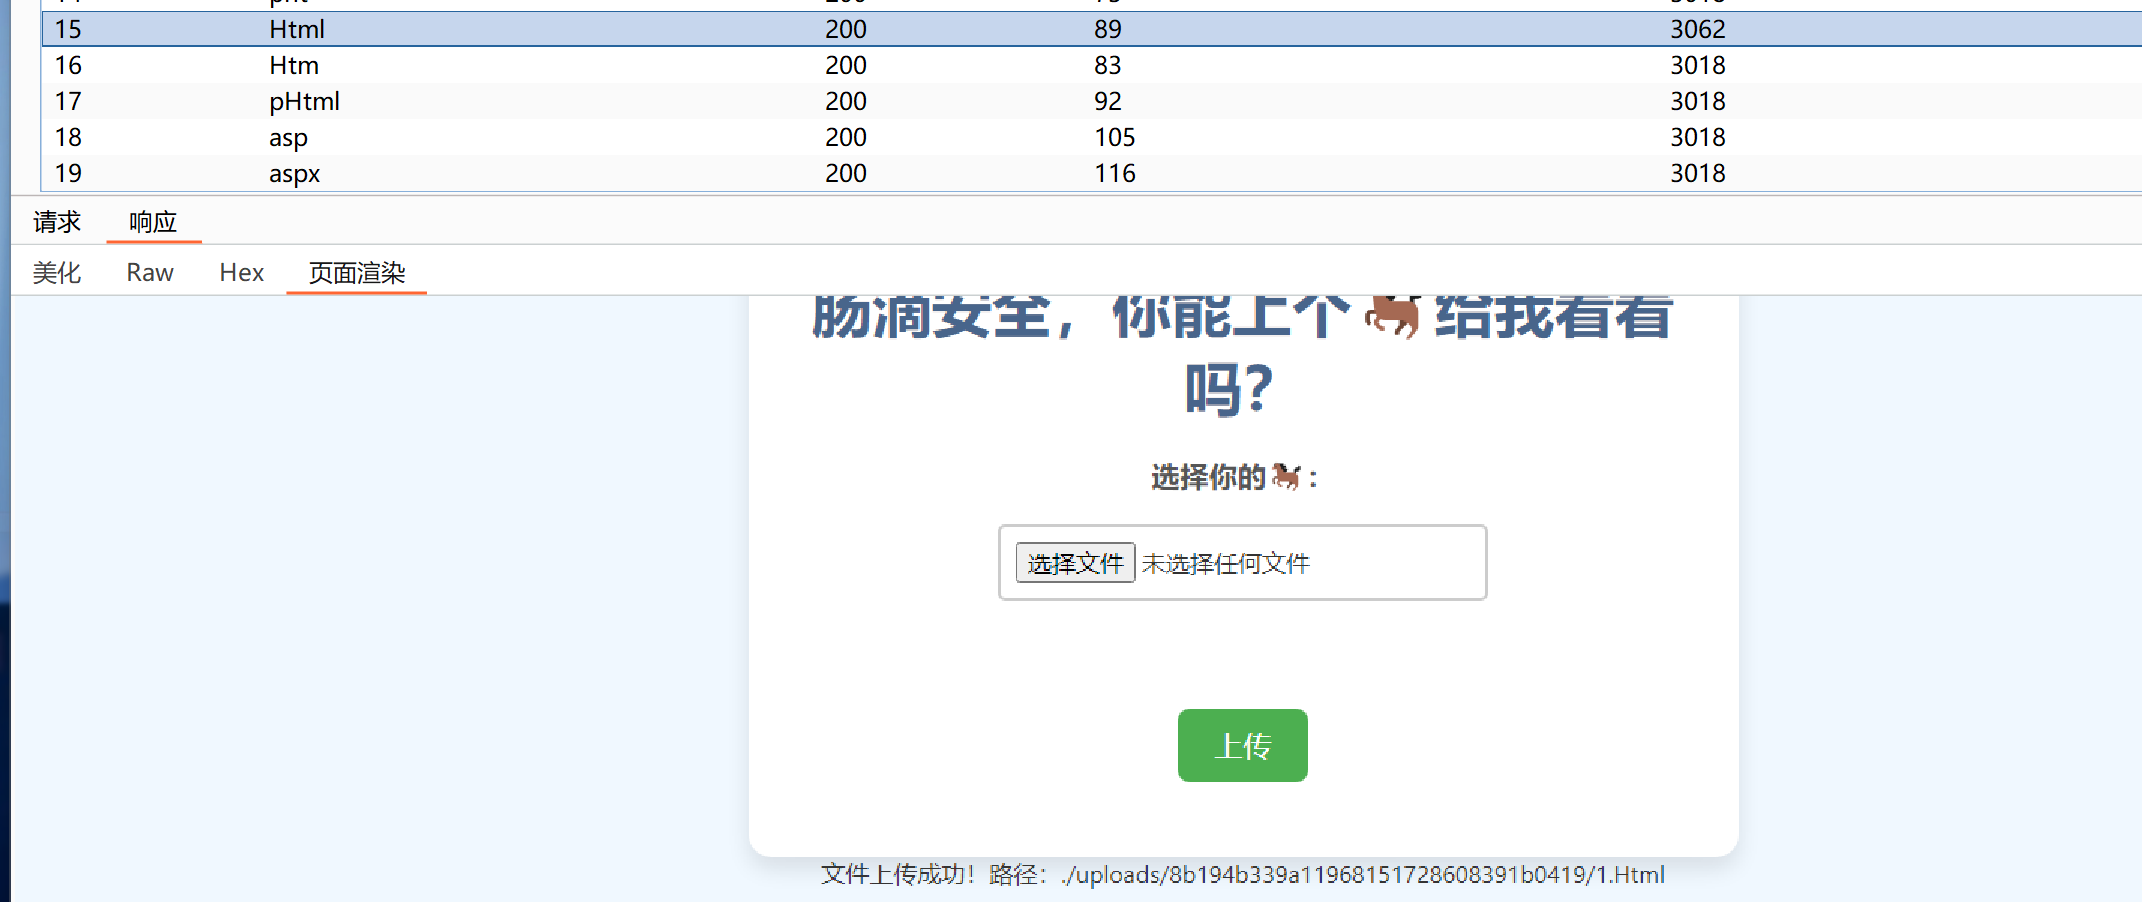 15 Html 200 89 3062
16 Htm 200 83 3018
17 pHtml 200 92 3018
18 asp 200 105 3018
19 aspx 200 116 3018
请求 响应
美化 Raw Hex 页面渲染
肠滴安全，你能上个🐎给我看看
吗？
选择你的🐎：
选择文件 未选择任何文件
上传
文件上传成功！路径：./uploads/8b194b339a11968151728608391b0419/1.Html